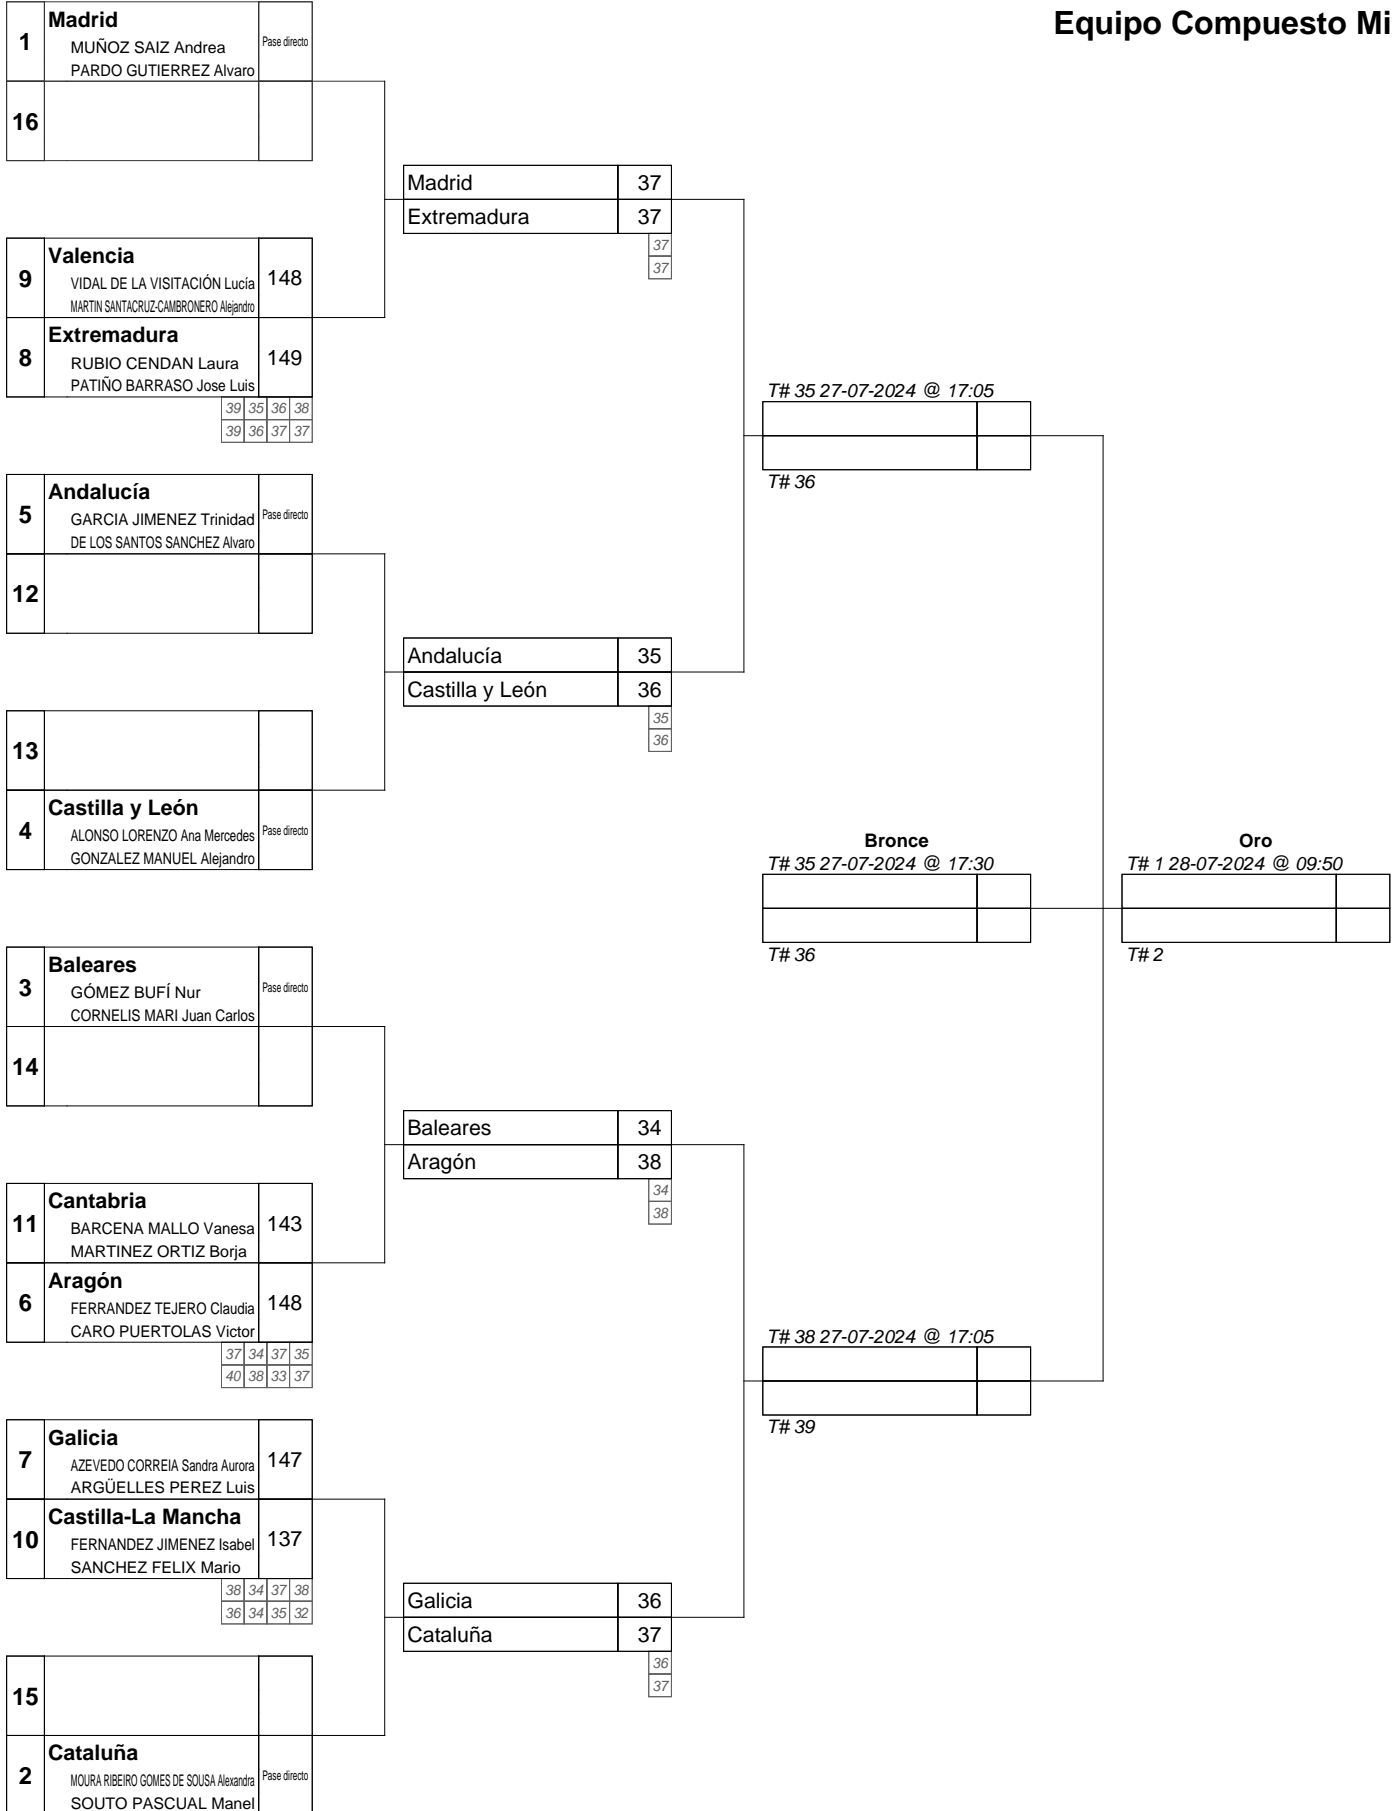 Equipo Compuesto Mi
1 Madrid
MUÑOZ SAIZ Andrea Pase directo
PARDO GUTIERREZ Alvaro
16
Madrid 37
Extremadura 37
37
37
9 Valencia 148
VIDAL DE LA VISITACIÓN Lucía
MARTIN SANTACRUZ-CAMBRONERO Alejandro
8 Extremadura 149
RUBIO CENDAN Laura
PATIÑO BARRASO Jose Luis
39 35 36 38
39 36 37 37
T# 35 27-07-2024 @ 17:05
T# 36
5 Andalucía
GARCIA JIMENEZ Trinidad Pase directo
DE LOS SANTOS SANCHEZ Alvaro
12
Andalucía 35
Castilla y León 36
35
36
13
4 Castilla y León
ALONSO LORENZO Ana Mercedes Pase directo
GONZALEZ MANUEL Alejandro
Bronce
T# 35 27-07-2024 @ 17:30
T# 36
Oro
T# 1 28-07-2024 @ 09:50
T# 2
3 Baleares
GÓMEZ BUFÍ Nur Pase directo
CORNELIS MARI Juan Carlos
14
Baleares 34
Aragón 38
34
38
11 Cantabria 143
BARCENA MALLO Vanesa
MARTINEZ ORTIZ Borja
6 Aragón 148
FERRANDEZ TEJERO Claudia
CARO PUERTOLAS Victor
37 34 37 35
40 38 33 37
T# 38 27-07-2024 @ 17:05
T# 39
7 Galicia 147
AZEVEDO CORREIA Sandra Aurora
ARGÜELLES PEREZ Luis
10 Castilla-La Mancha 137
FERNANDEZ JIMENEZ Isabel
SANCHEZ FELIX Mario
38 34 37 38
36 34 35 32
Galicia 36
Cataluña 37
36
37
15
2 Cataluña
MOURA RIBEIRO GOMES DE SOUSA Alexandra Pase directo
SOUTO PASCUAL Manel